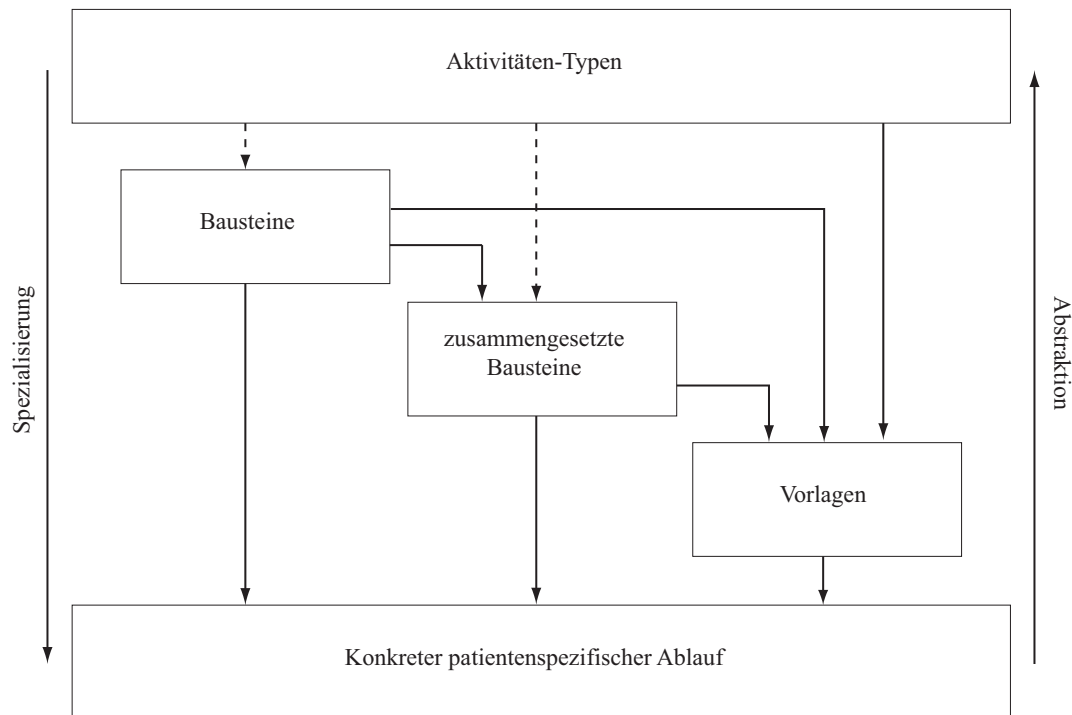 Aktivitäten-Typen
Bausteine
zusammengesetzte
Bausteine
Vorlagen
Konkreter patientenspezifischer Ablauf
Spezialisierung
Abstraktion